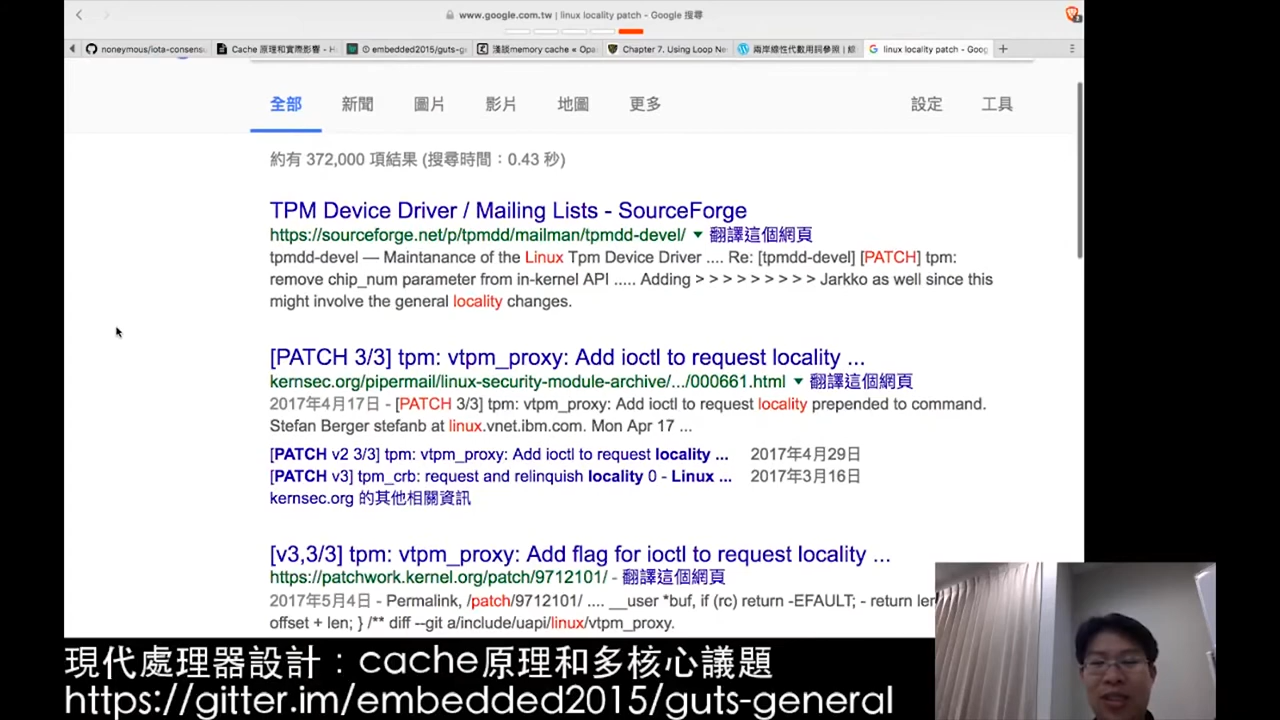 www.google.com.tw | linux locality patch - Google 搜尋
noneymous/iota-consensu
Cache 原理和實際影響 - H
embedded2015/guts-g
淺談memory cache « Opa
Chapter 7. Using Loop Ne
兩岸線性代數用詞參照 |
linux locality patch - Goog
全部 新聞 圖片 影片 地圖 更多 設定 工具
約有 372,000 項結果 (搜尋時間：0.43 秒)
TPM Device Driver / Mailing Lists - SourceForge
https://sourceforge.net/p/tpmdd/mailman/tpmdd-devel/ ▼ 翻譯這個網頁
tpmdd-devel — Maintanance of the Linux Tpm Device Driver .... Re: [tpmdd-devel] [PATCH] tpm:
remove chip_num parameter from in-kernel API ..... Adding > > > > > > > > > Jarkko as well since this
might involve the general locality changes.
[PATCH 3/3] tpm: vtpm_proxy: Add ioctl to request locality ...
kernsec.org/pipermail/linux-security-module-archive/.../000661.html ▼ 翻譯這個網頁
2017年4月17日 - [PATCH 3/3] tpm: vtpm_proxy: Add ioctl to request locality prepended to command.
Stefan Berger stefanb at linux.vnet.ibm.com. Mon Apr 17 ...
[PATCH v2 3/3] tpm: vtpm_proxy: Add ioctl to request locality ... 2017年4月29日
[PATCH v3] tpm_crb: request and relinquish locality 0 - Linux ... 2017年3月16日
kernsec.org 的其他相關資訊
[v3,3/3] tpm: vtpm_proxy: Add flag for ioctl to request locality ...
https://patchwork.kernel.org/patch/9712101/ - 翻譯這個網頁
2017年5月4日 - Permalink, /patch/9712101/ .... __user *buf, if (rc) return -EFAULT; - return len
offset + len; } /** diff --git a/include/uapi/linux/vtpm_proxy.
現代處理器設計：cache原理和多核心議題
https://gitter.im/embedded2015/guts-general